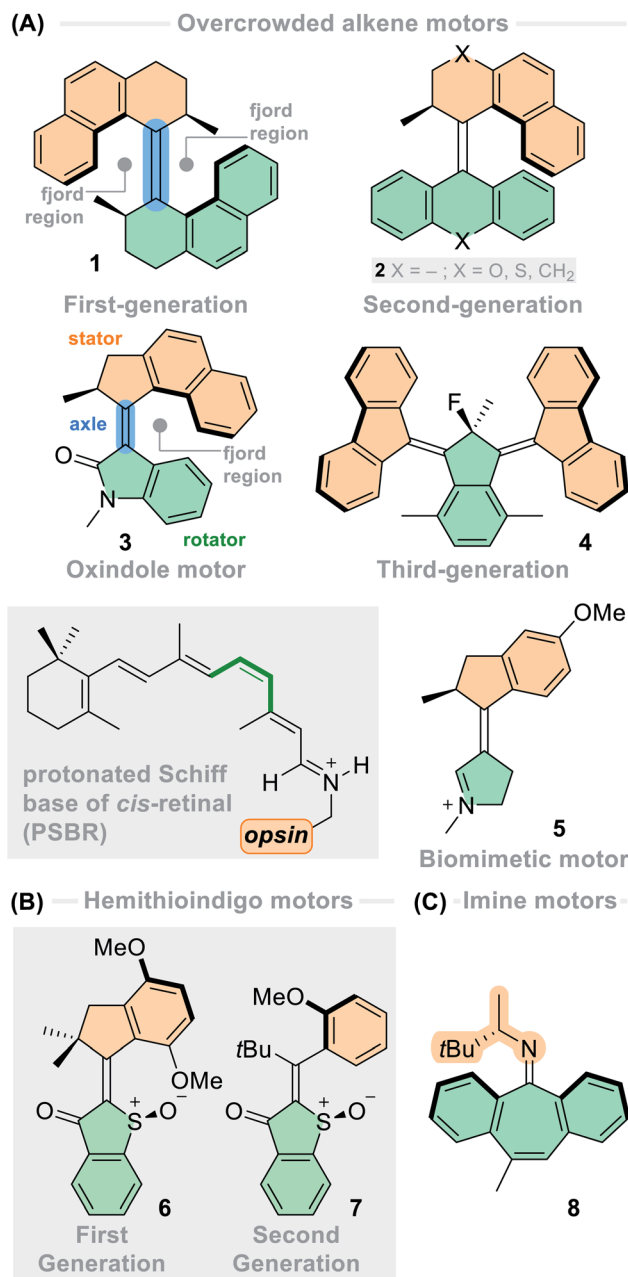 (A) Overcrowded alkene motors
fjord
region
fjord
region
1
First-generation
X
X
2 X = – ; X = O, S, CH2
Second-generation
stator
axle
O
N
fjord
region
rotator
3
Oxindole motor
F
4
Third-generation
protonated Schiff
base of cis-retinal
(PSBR)
H
+
N
H
opsin
OMe
+
N
5
Biomimetic motor
(B) Hemithioindigo motors
MeO
OMe
O
+
S
O
–
6
First
Generation
MeO
tBu
O
+
S
O
–
7
Second
Generation
(C) Imine motors
tBu
N
8